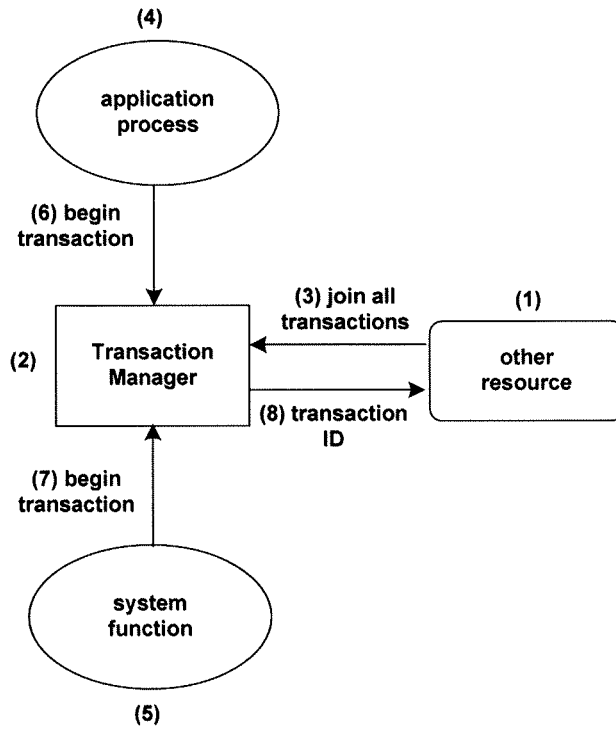 (4)
application
process
(6) begin
transaction
(3) join all
transactions
(1)
(2)
Transaction
Manager
other
resource
(8) transaction
ID
(7) begin
transaction
system
function
(5)